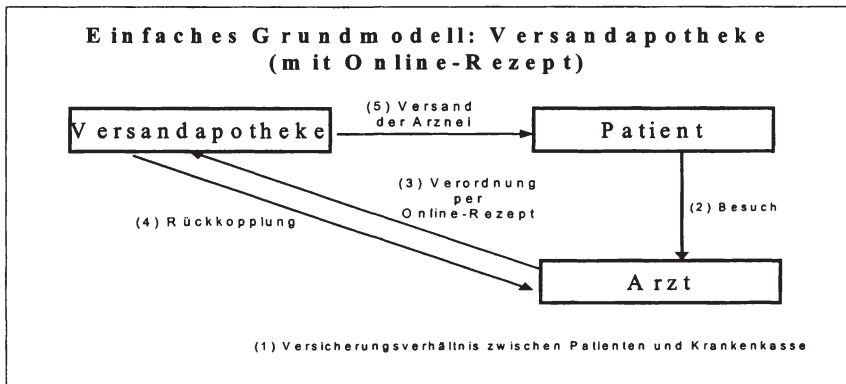 Einfaches Grundmodell: Versandapotheke
(mit Online-Rezept)
(5) Versand
der Arznei
Versandapotheke
Patient
(3) Verordnung
per
Online-Rezept
(2) Besuch
(4) Rückkopplung
Arzt
(1) Versicherungsverhältnis zwischen Patienten und Krankenkasse